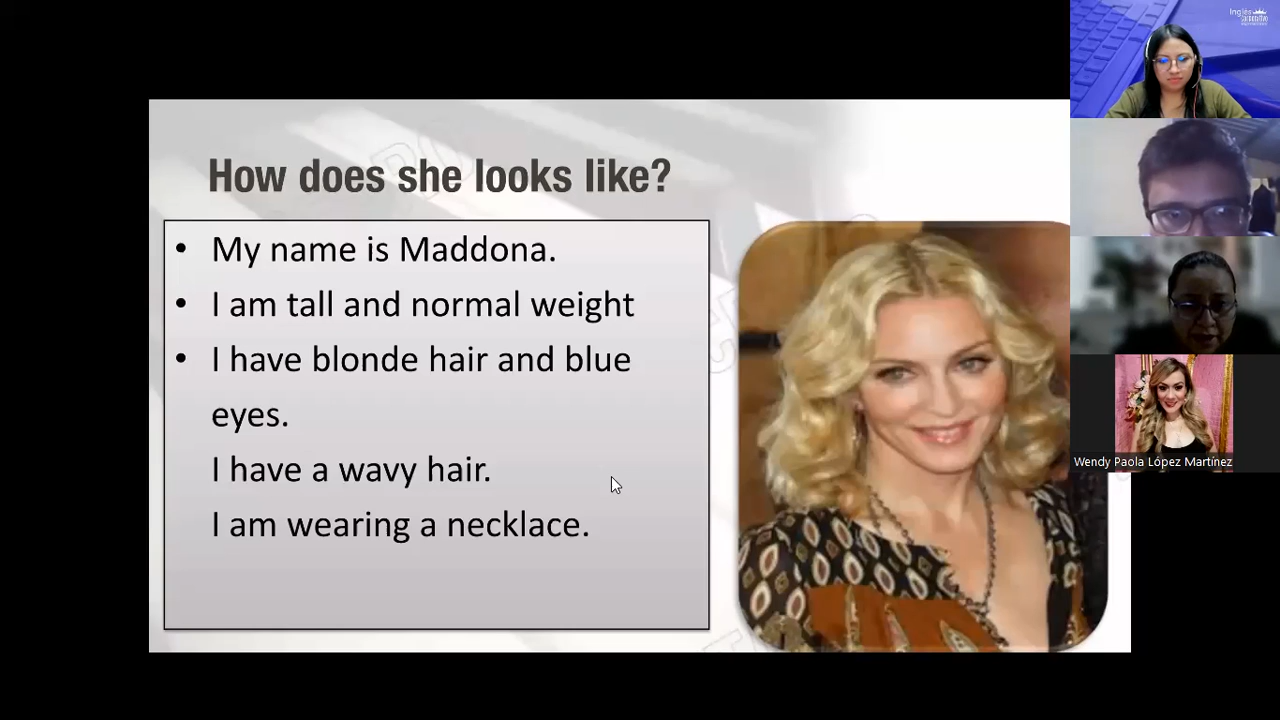 Inglés
How does she looks like?
• My name is Maddona.
• I am tall and normal weight
• I have blonde hair and blue
eyes.
I have a wavy hair.
I am wearing a necklace.
Wendy Paola López Martínez